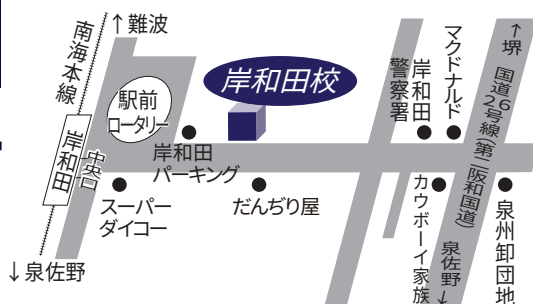 ↑難波
南海本線
岸和田
中央口
↓泉佐野
駅前
ロータリー
岸和田校
岸和田
パーキング
スーパー
ダイコー
だんぢり屋
岸和田
警察署
マクドナルド
カウボーイ家族
↑堺
国道26号線(第二阪和国道)
泉佐野↓
泉州卸団地